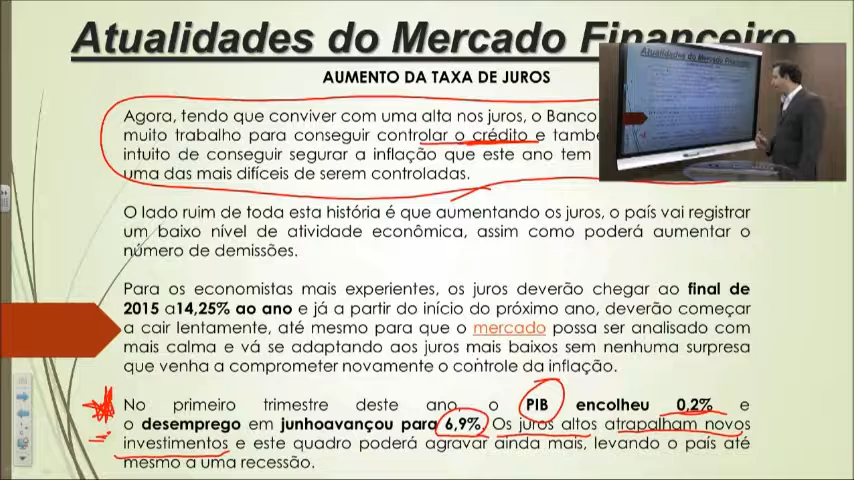 Atualidades do Mercado Financeiro
AUMENTO DA TAXA DE JUROS
Agora, tendo que conviver com uma alta nos juros, o Banco
muito trabalho para conseguir controlar o crédito e també
intuito de conseguir segurar a inflação que este ano tem
uma das mais difíceis de serem controladas.
O lado ruim de toda esta história é que aumentando os juros, o país vai registrar
um baixo nível de atividade econômica, assim como poderá aumentar o
número de demissões.
Para os economistas mais experientes, os juros deverão chegar ao final de
2015 a14,25% ao ano e já a partir do início do próximo ano, deverão começar
a cair lentamente, até mesmo para que o mercado possa ser analisado com
mais calma e vá se adaptando aos juros mais baixos sem nenhuma surpresa
que venha a comprometer novamente o controle da inflação.
No primeiro trimestre deste ano, o PIB encolheu 0,2% e
o desemprego em junhoavançou para 6,9%. Os juros altos atrapalham novos
investimentos e este quadro poderá agravar ainda mais, levando o país até
mesmo a uma recessão.
Atualidades do Mercado Financeiro